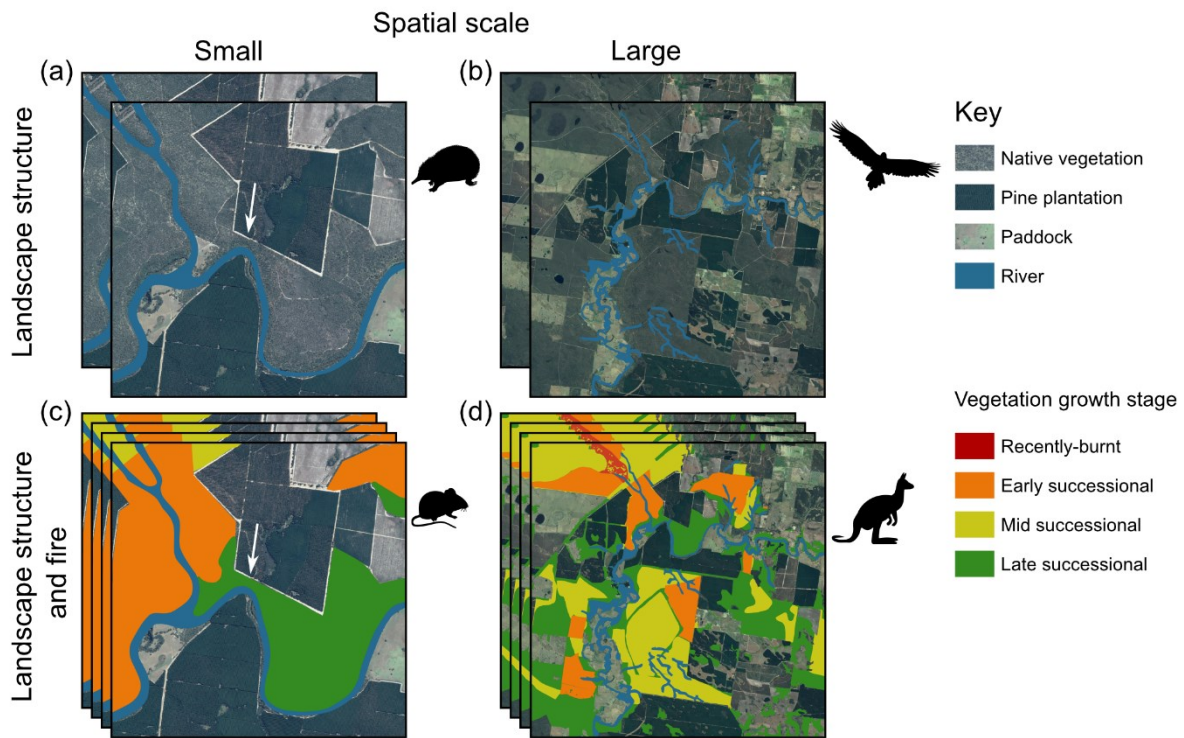 Spatial scale
Small
Large
(a)
(b)
Landscape structure
Key
Native vegetation
Pine plantation
Paddock
River
(c)
(d)
Landscape structure
and fire
Vegetation growth stage
Recently-burnt
Early successional
Mid successional
Late successional